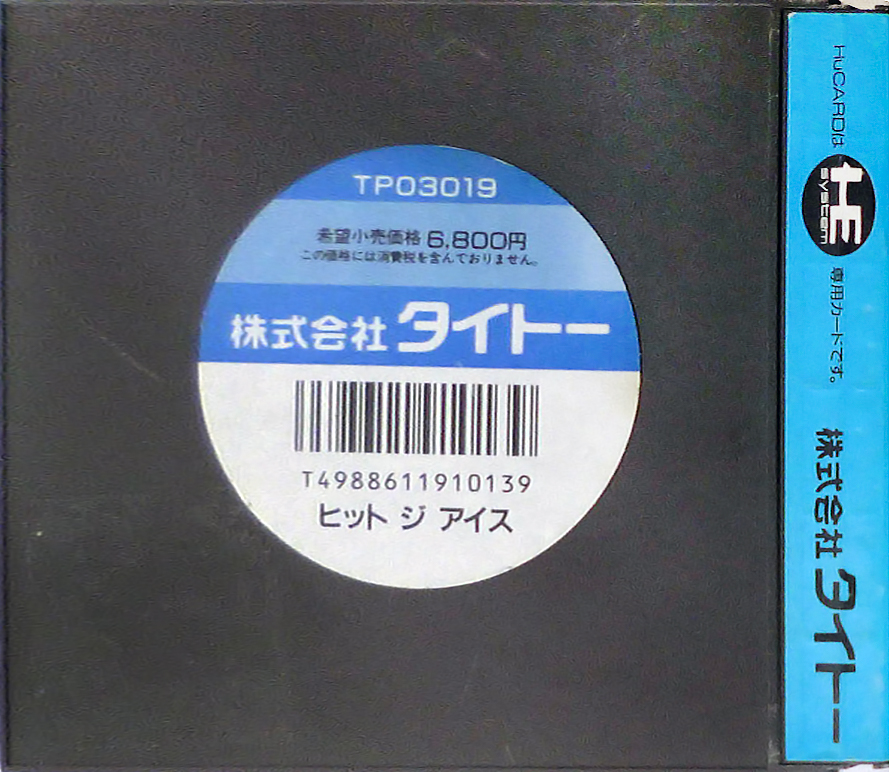 TP03019
希望小売価格 6,800円
この価格には消費税を含んでおりません。
株式会社 タイトー
T4988611910139
ヒット ジ アイス
HuCARDは HE system 専用カードです。 株式会社 タイトー